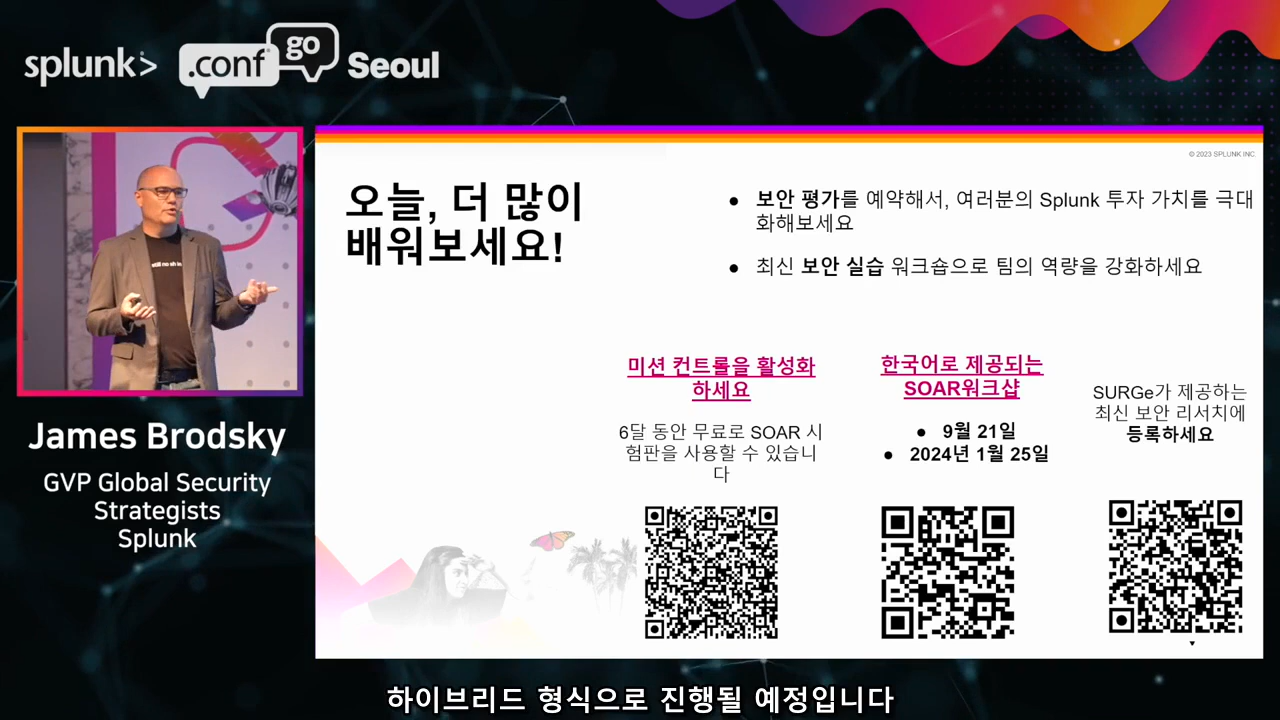 splunk>
.conf
go
Seoul
© 2023 SPLUNK INC.
오늘, 더 많이
배워보세요!
● 보안 평가를 예약해서, 여러분의 Splunk 투자 가치를 극대
화해보세요
● 최신 보안 실습 워크숍으로 팀의 역량을 강화하세요
미션 컨트롤을 활성화
하세요
6달 동안 무료로 SOAR 시
험판을 사용할 수 있습니
다
한국어로 제공되는
SOAR워크샵
● 9월 21일
● 2024년 1월 25일
SURGe가 제공하는
최신 보안 리서치에
등록하세요
James Brodsky
GVP Global Security
Strategists
Splunk
하이브리드 형식으로 진행될 예정입니다